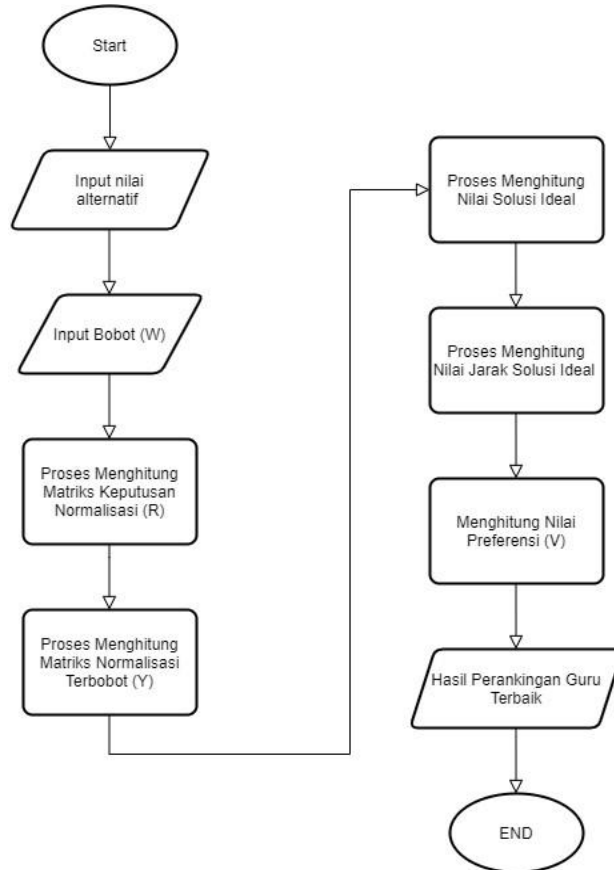 Start
Input nilai
alternatif
Input Bobot (W)
Proses Menghitung
Matriks Keputusan
Normalisasi (R)
Proses Menghitung
Matriks Normalisasi
Terbobot (Y)
Proses Menghitung
Nilai Solusi Ideal
Proses Menghitung
Nilai Jarak Solusi Ideal
Menghitung Nilai
Preferensi (V)
Hasil Perankingan Guru
Terbaik
END